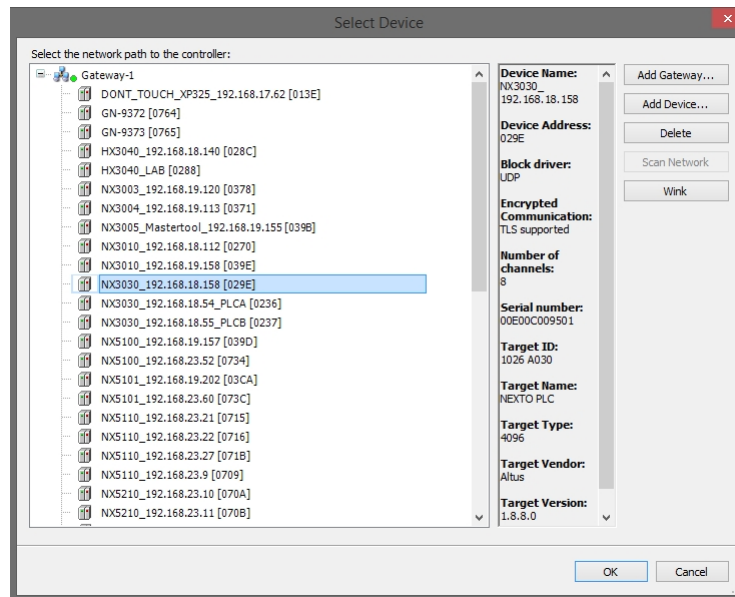 Select Device
Select the network path to the controller:
Gateway-1
DONT_TOUCH_XP325_192.168.17.62 [013E]
GN-9372 [0764]
GN-9373 [0765]
HX3040_192.168.18.140 [028C]
HX3040_LAB [0288]
NX3003_192.168.19.120 [0378]
NX3004_192.168.19.113 [0371]
NX3005_Mastertool_192.168.19.155 [039B]
NX3010_192.168.18.112 [0270]
NX3010_192.168.19.158 [039E]
NX3030_192.168.18.158 [029E]
NX3030_192.168.18.54_PLCA [0236]
NX3030_192.168.18.55_PLCB [0237]
NX5100_192.168.19.157 [039D]
NX5100_192.168.23.52 [0734]
NX5101_192.168.19.202 [03CA]
NX5101_192.168.23.60 [073C]
NX5110_192.168.23.21 [0715]
NX5110_192.168.23.22 [0716]
NX5110_192.168.23.27 [071B]
NX5110_192.168.23.9 [0709]
NX5210_192.168.23.10 [070A]
NX5210_192.168.23.11 [070B]
Device Name:
NX3030_
192.168.18.158
Device Address:
029E
Block driver:
UDP
Encrypted
Communication:
TLS supported
Number of
channels:
8
Serial number:
00E00C009501
Target ID:
1026 A030
Target Name:
NEXTO PLC
Target Type:
4096
Target Vendor:
Altus
Target Version:
1.8.8.0
Add Gateway...
Add Device...
Delete
Scan Network
Wink
OK
Cancel